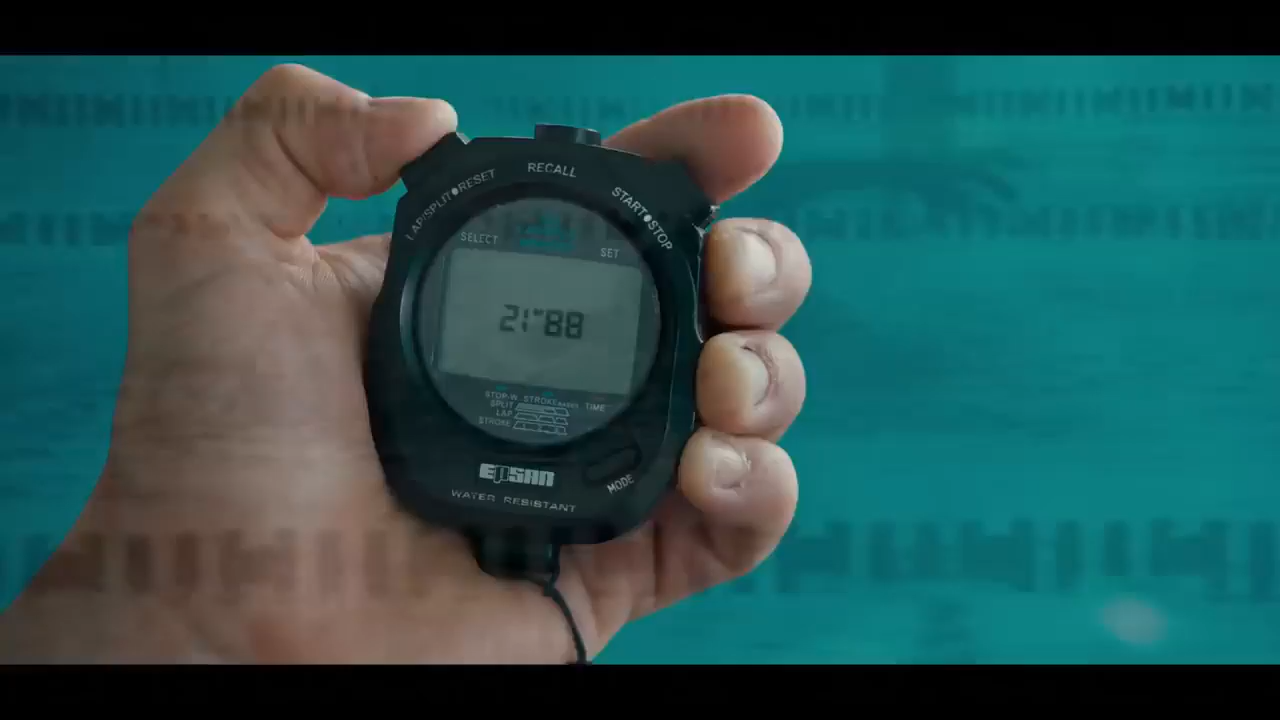 RECALL
LAP/SPLIT●RESET
START●STOP
SELECT
SET
21"88
STOP-W STROKE TIME
SPLIT
LAP
STROKE
EPSAN
MODE
WATER RESISTANT